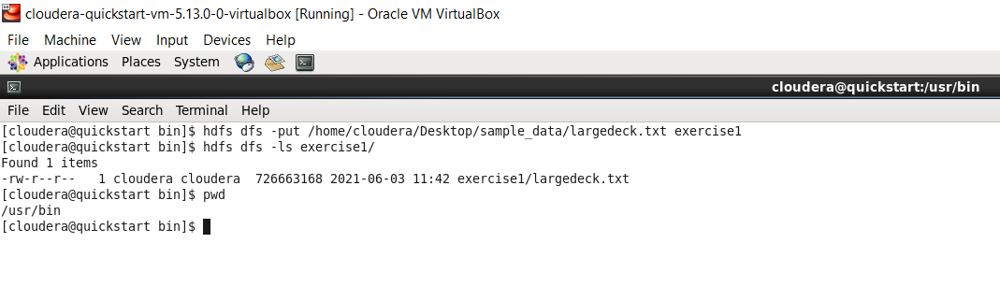 cloudera-quickstart-vm-5.13.0-0-virtualbox [Running] - Oracle VM VirtualBox
File Machine View Input Devices Help
Applications Places System
cloudera@quickstart:/usr/bin
File Edit View Search Terminal Help
[cloudera@quickstart bin]$ hdfs dfs -put /home/cloudera/Desktop/sample_data/largedeck.txt exercise1
[cloudera@quickstart bin]$ hdfs dfs -ls exercise1/
Found 1 items
-rw-r--r--   1 cloudera cloudera  726663168 2021-06-03 11:42 exercise1/largedeck.txt
[cloudera@quickstart bin]$ pwd
/usr/bin
[cloudera@quickstart bin]$